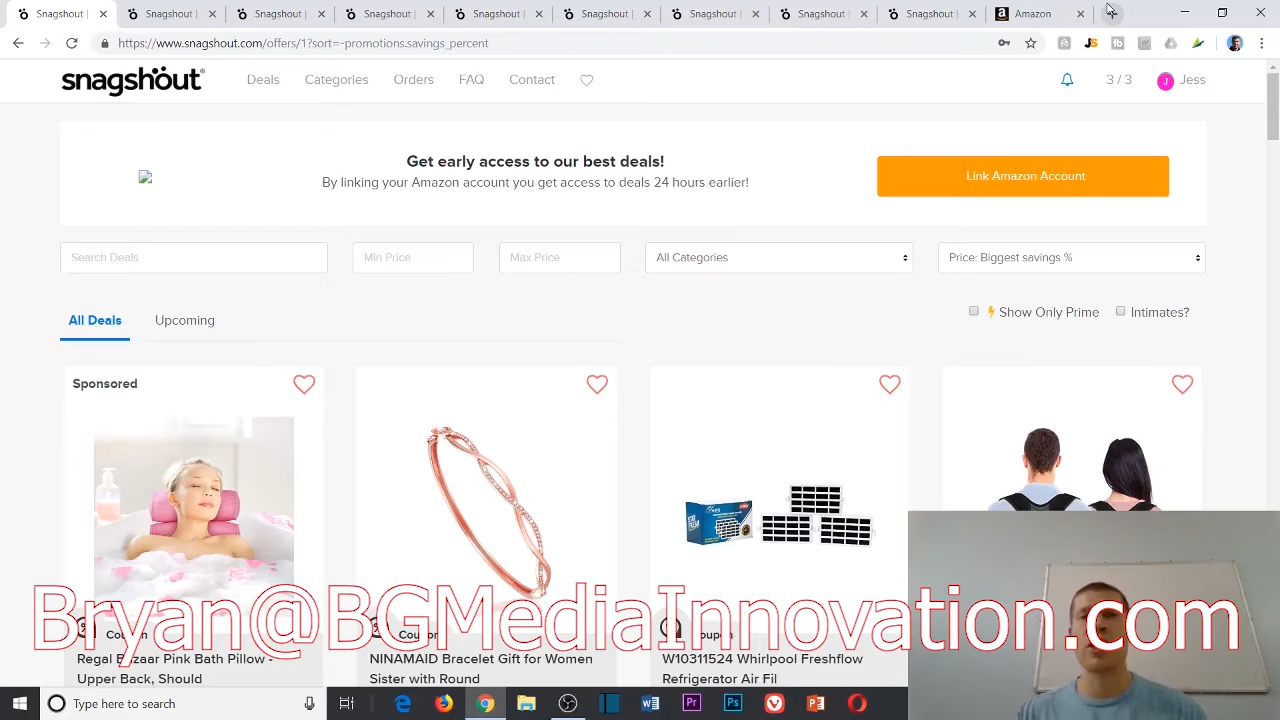 Snagshout
Snagshout
Snagshout
Snagshout
Snagshout
Snagshout
Snagshout
Snagshout
Snagshout
Amazon
https://www.snagshout.com/offers/1?sort=-promotions.savings_percent
snagshout
Deals
Categories
Orders
FAQ
Contact
3 / 3
J
Jess
Get early access to our best deals!
By linking your Amazon account you get access to deals 24 hours earlier!
Link Amazon Account
Search Deals
Min Price
Max Price
All Categories
Price: Biggest savings %
All Deals
Upcoming
Show Only Prime
Intimates?
Sponsored
Bryan@BGMediaInnovation.com
Coupon
Coupon
Coupon
Regal Bazaar Pink Bath Pillow -
Upper Back, Should
NINAMAID Bracelet Gift for Women
Sister with Round
W10311524 Whirlpool Freshflow
Refrigerator Air Fil
Type here to search